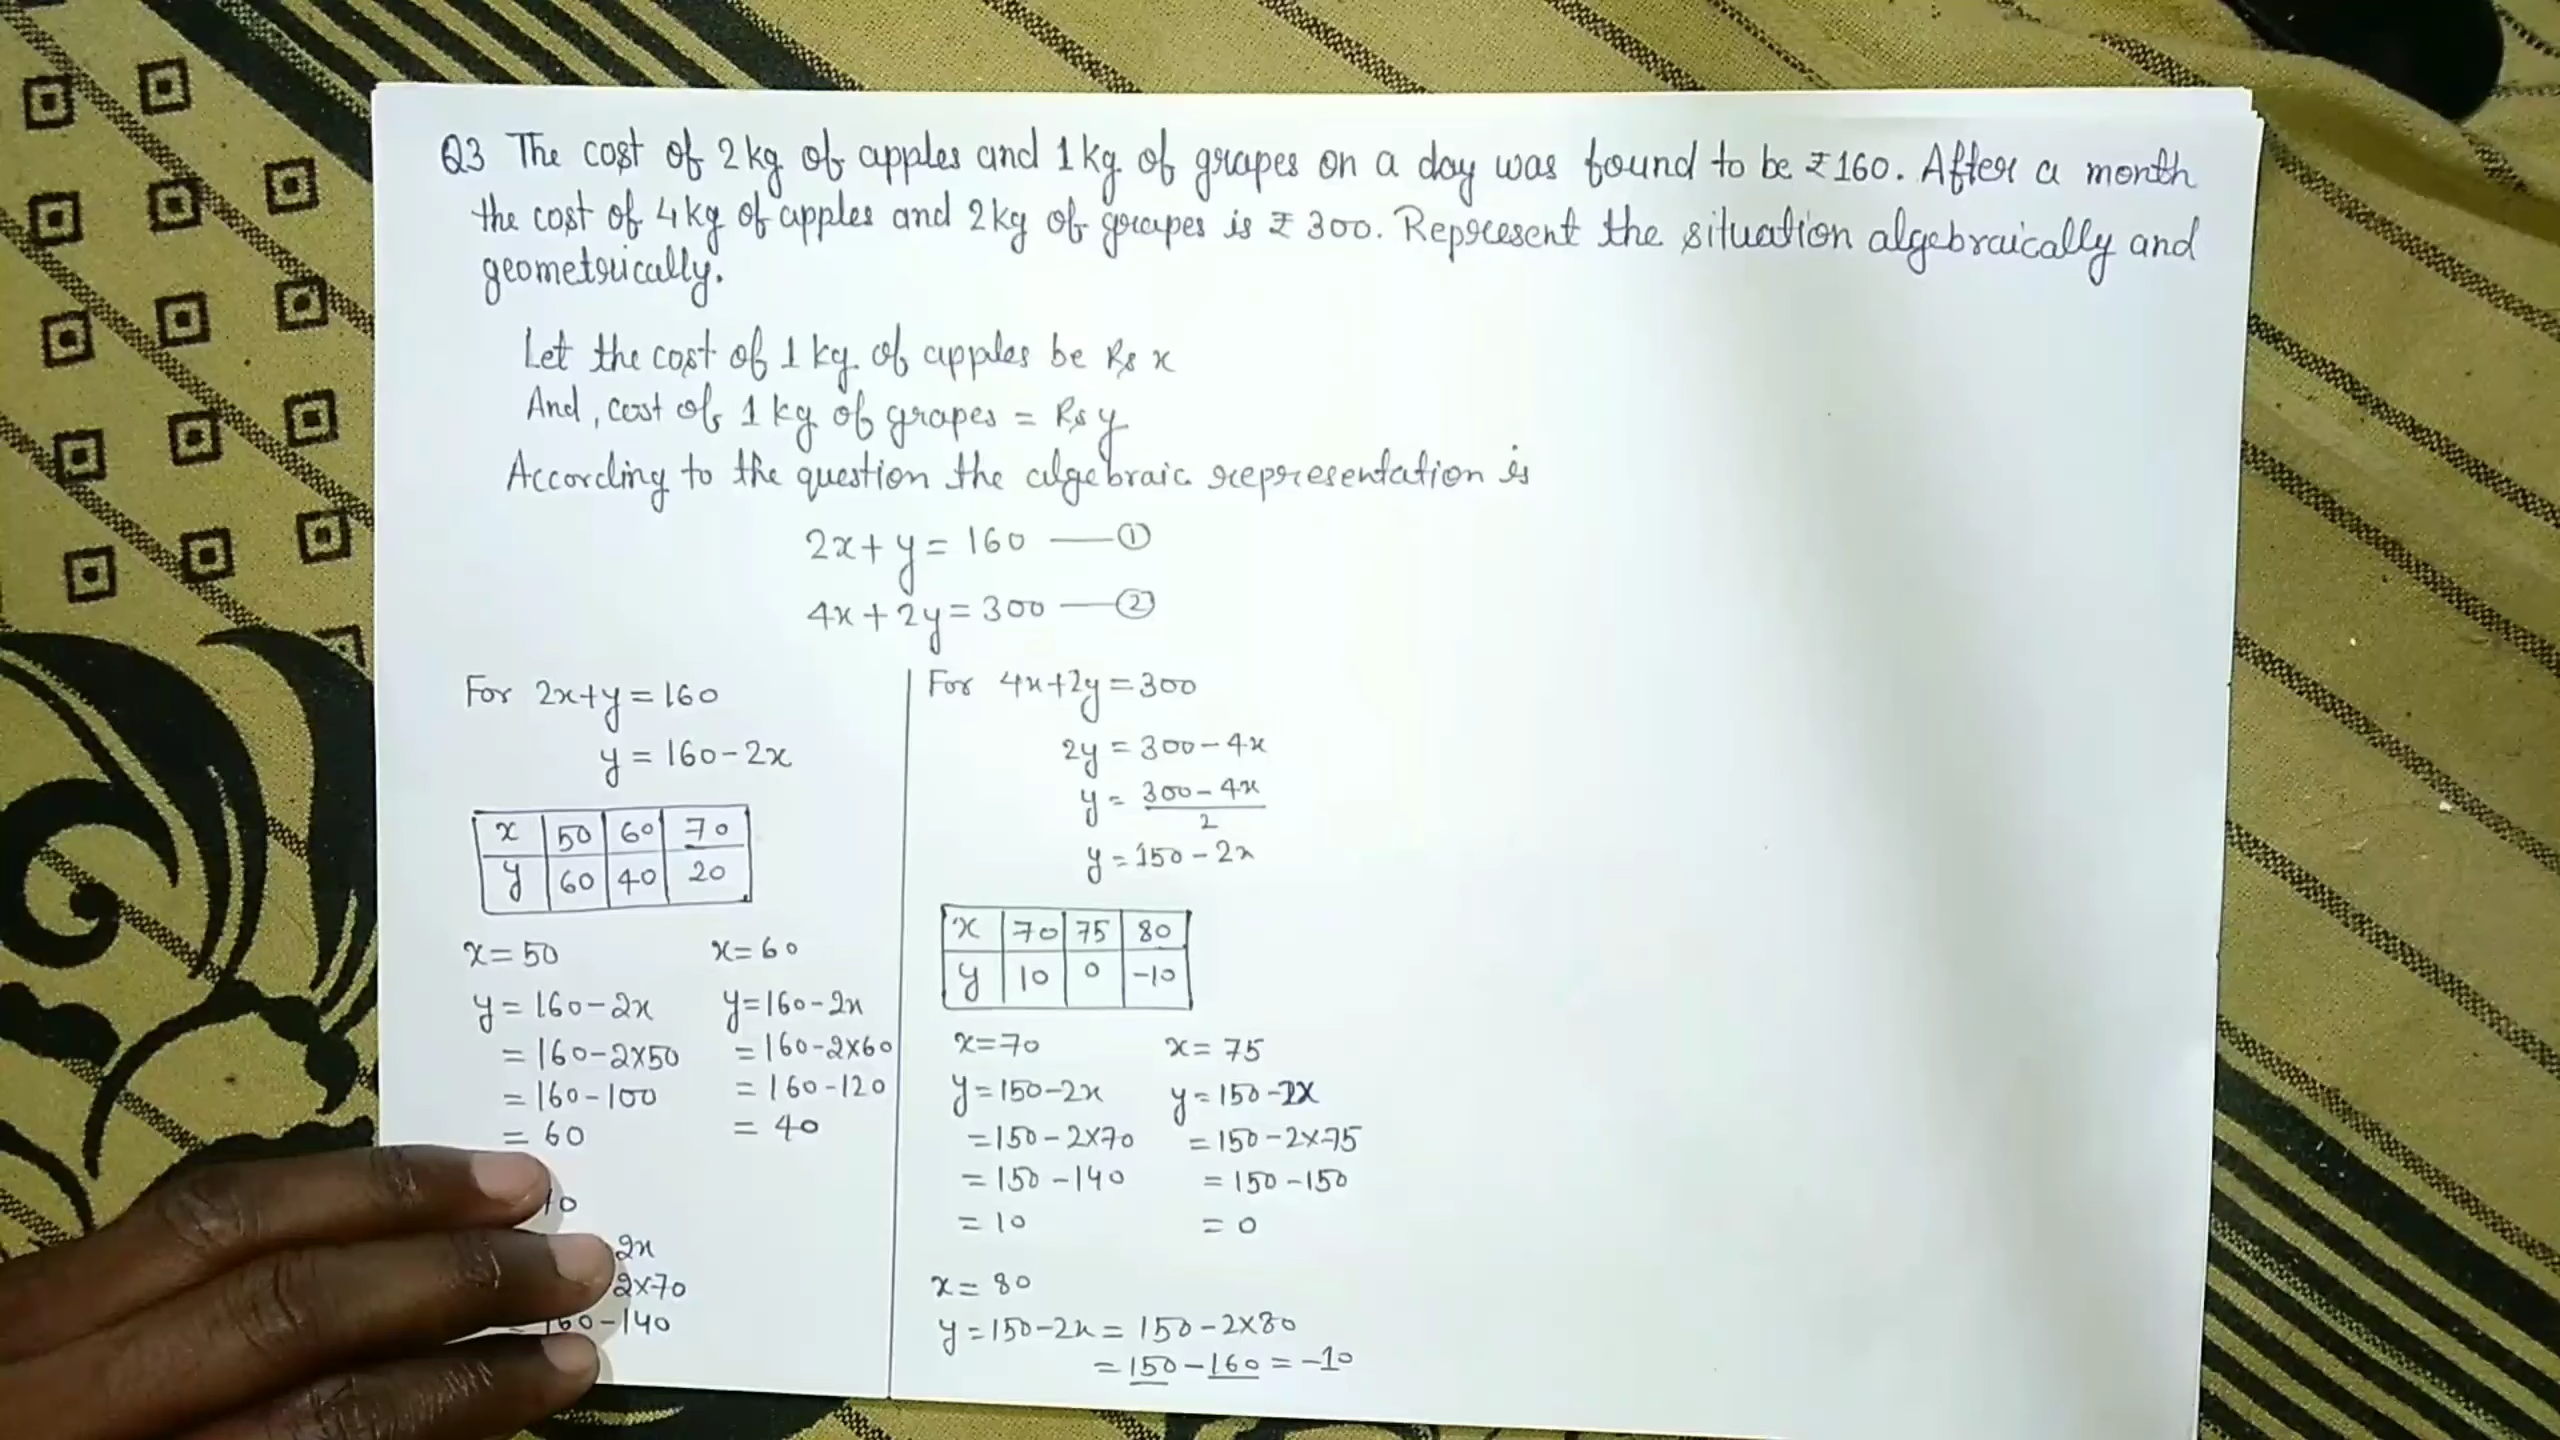 Q3 The cost of 2kg of apples and 1kg of grapes on a day was found to be ₹160. After a month
the cost of 4kg of apples and 2kg of grapes is ₹ 300. Represent the situation algebraically and
geometrically.
Let the cost of 1 kg of apples be Rs x
And, cost of 1 kg of grapes = Rs y
According to the question the algebraic representation is
2x+y = 160 —①
4x+2y=300 —②
For 2x+y=160
y = 160-2x
x 50 60 70
y 60 40 20
x=50
y=160-2x
=160-2x50
=160-100
=60
x=60
y=160-2x
=160-2x60
=160-120
=40
70
2x
2x70
=160-140
For 4x+2y=300
2y = 300-4x
y = 300-4x
2
y=150-2x
x 70 75 80
y 10 0 -10
x=70
y=150-2x
=150-2x70
=150-140
=10
x=75
y=150-2x
=150-2x75
=150-150
=0
x=80
y=150-2x=150-2x80
=150-160=-10